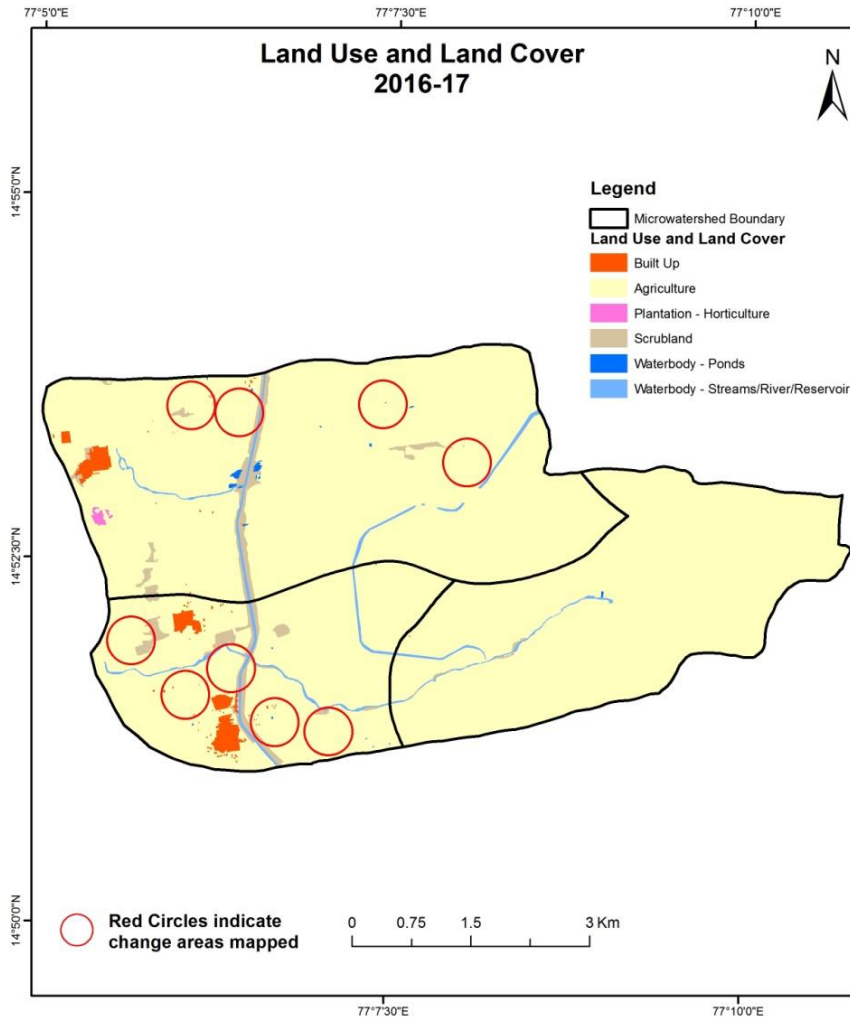 77°5'0"E
77°7'30"E
77°10'0"E
Land Use and Land Cover
2016-17
N
14°55'0"N
Legend
Microwatershed Boundary
Land Use and Land Cover
Built Up
Agriculture
Plantation - Horticulture
Scrubland
Waterbody - Ponds
Waterbody - Streams/River/Reservoir
14°52'30"N
14°50'0"N
Red Circles indicate
change areas mapped
0 0.75 1.5 3 Km
77°7'30"E
77°10'0"E